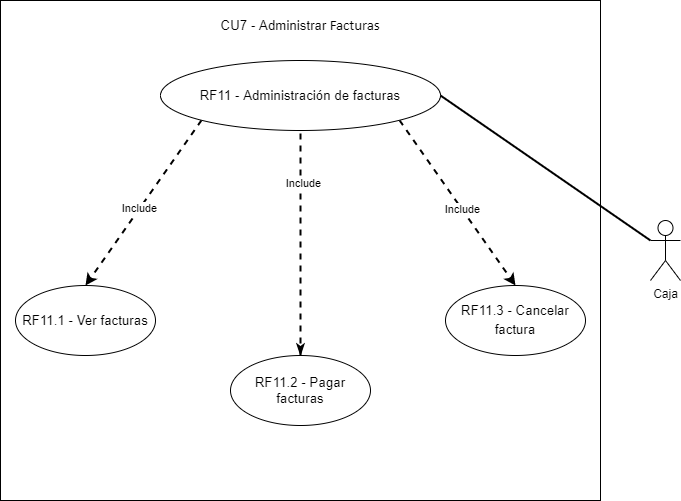 CU7 - Administrar Facturas
RF11 - Administración de facturas
Include
Include
Include
RF11.1 - Ver facturas
RF11.2 - Pagar
facturas
RF11.3 - Cancelar
factura
Caja